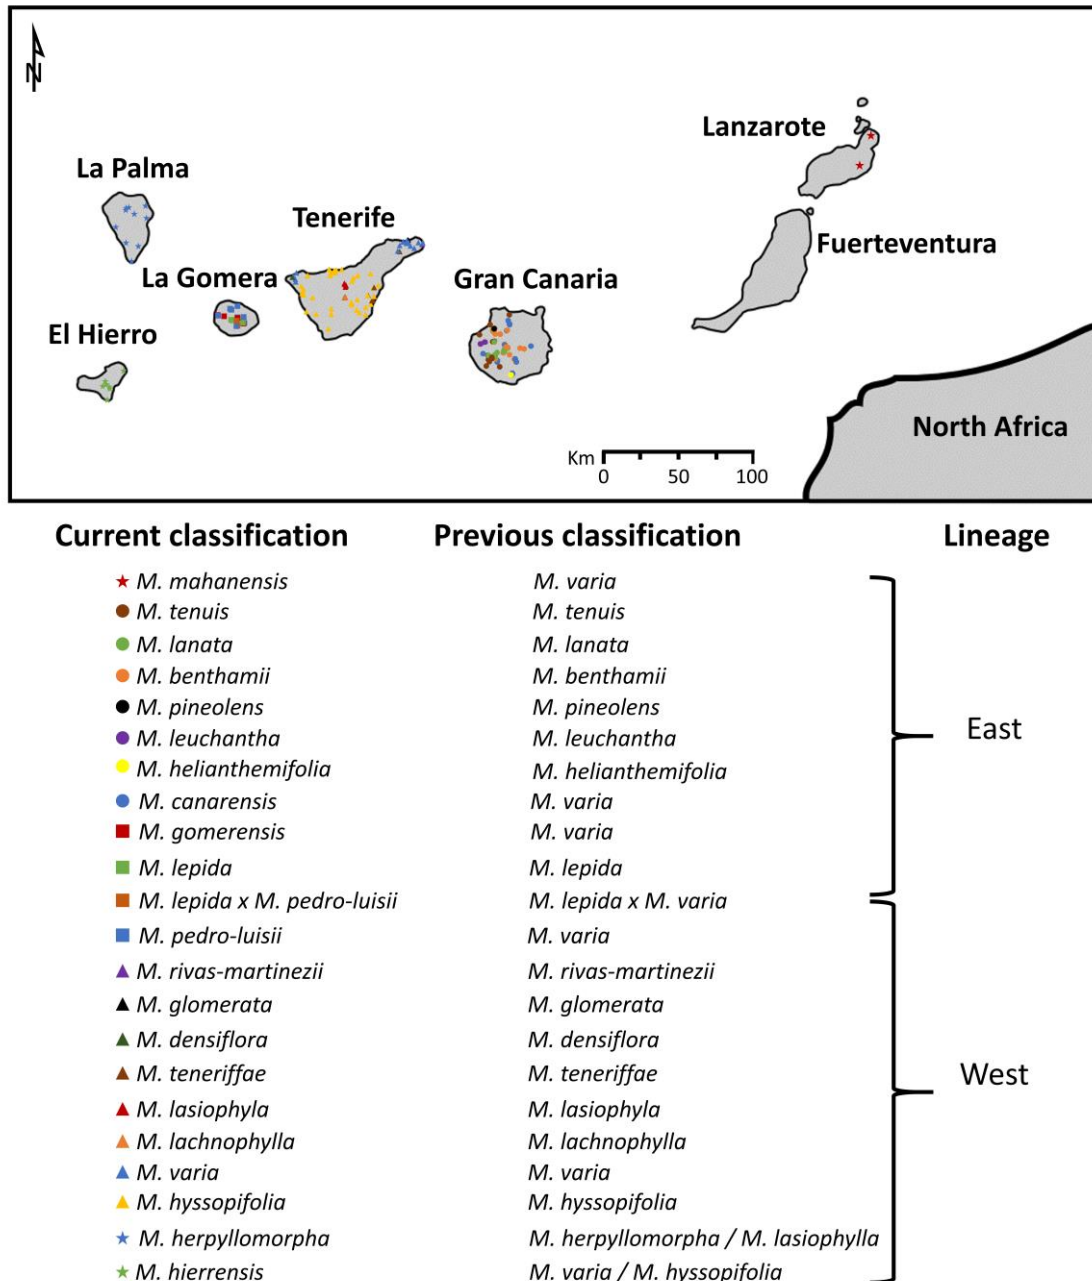 N
Lanzarote
La Palma
Tenerife
Fuerteventura
La Gomera
Gran Canaria
El Hierro
North Africa
Km
0 50 100
Current classification Previous classification Lineage
M. mahanensis M. varia
M. tenuis M. tenuis
M. lanata M. lanata
M. benthamii M. benthamii
M. pineolens M. pineolens
M. leuchantha M. leuchantha
East
M. helianthemifolia M. helianthemifolia
M. canarensis M. varia
M. gomerensis M. varia
M. lepida M. lepida
M. lepida x M. pedro-luisii M. lepida x M. varia
M. pedro-luisii M. varia
M. rivas-martinezii M. rivas-martinezii
M. glomerata M. glomerata
M. densiflora M. densiflora
M. teneriffae M. teneriffae
West
M. lasiophyla M. lasiophyla
M. lachnophylla M. lachnophylla
M. varia M. varia
M. hyssopifolia M. hyssopifolia
M. herpyllomorpha M. herpyllomorpha / M. lasiophylla
M. hierrensis M. varia / M. hyssopifolia